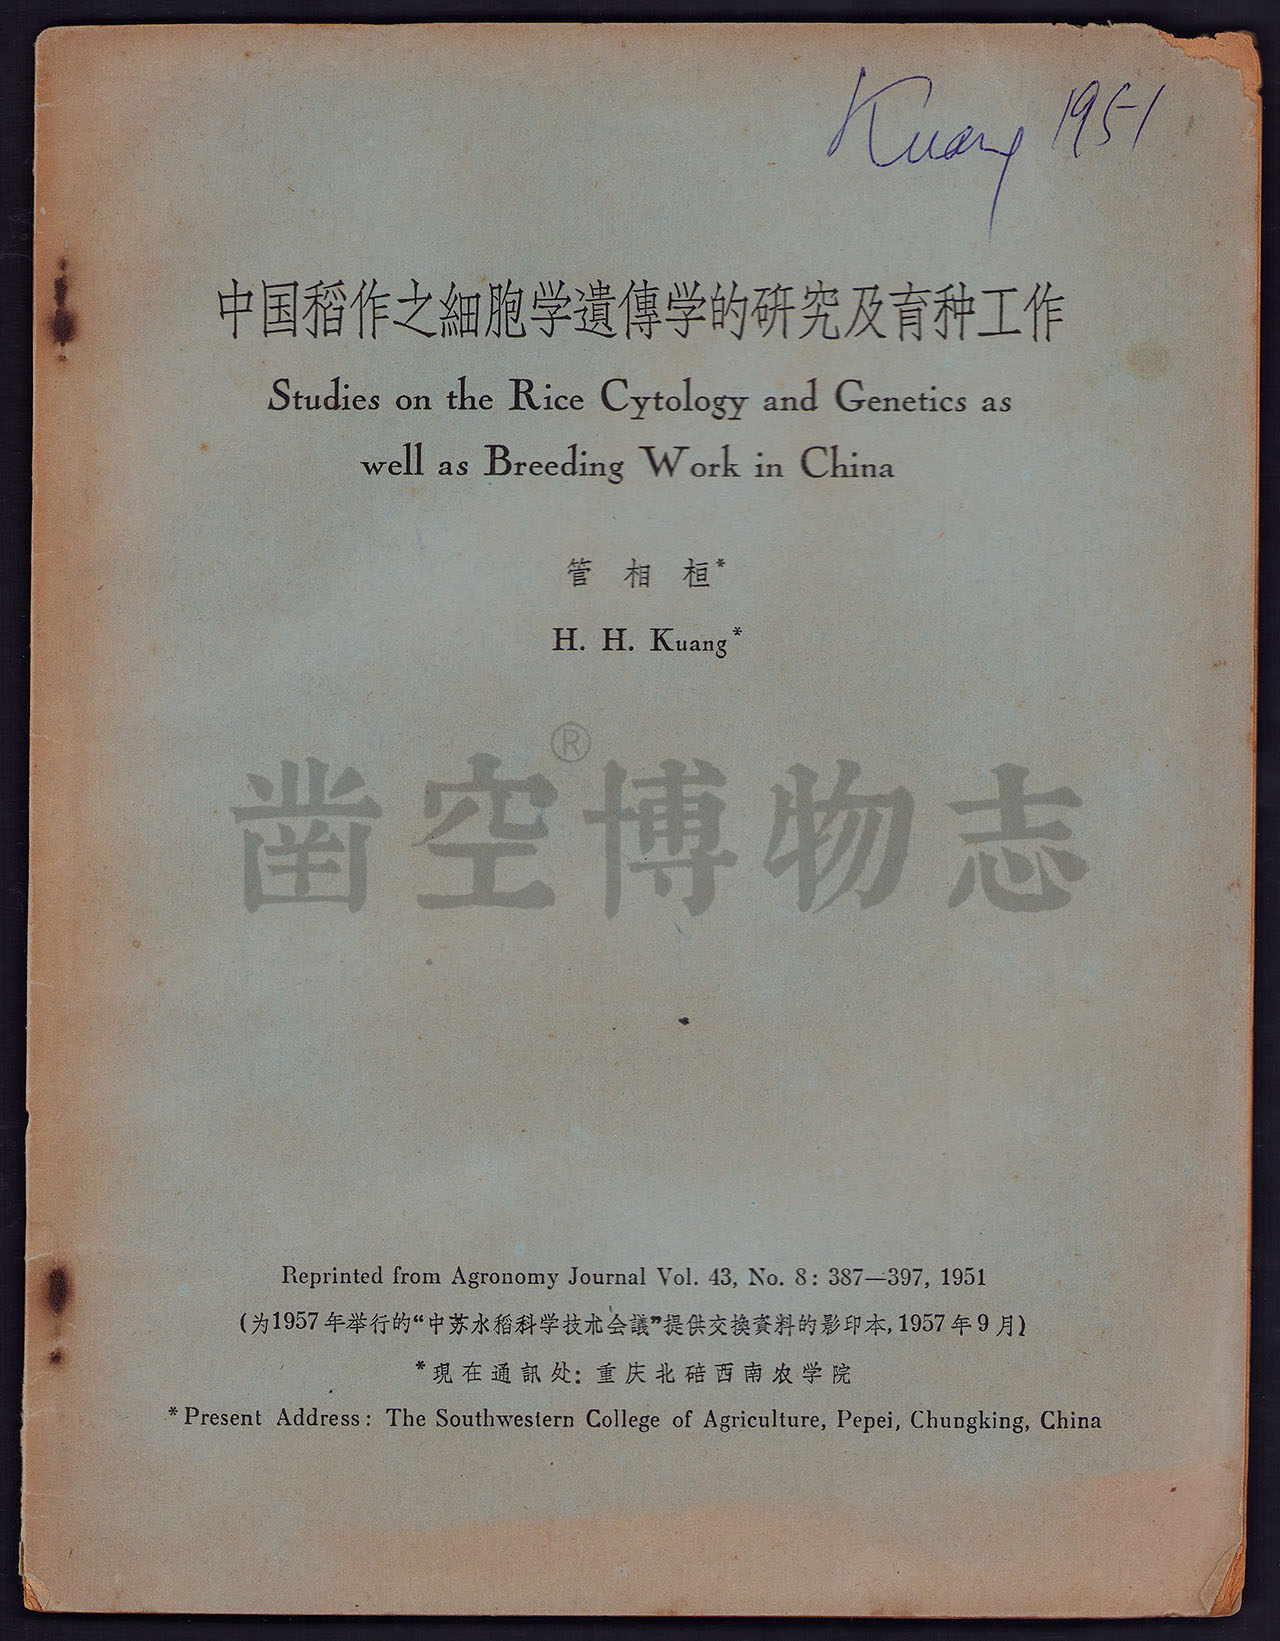 Kuang 1951
中国稻作之細胞学遺傳学的研究及育种工作
Studies on the Rice Cytology and Genetics as
well as Breeding Work in China
管相桓*
H. H. Kuang*
凿空博物志®
Reprinted from Agronomy Journal Vol. 43, No. 8: 387—397, 1951
(为1957年举行的“中苏水稻科学技术会議”提供交換資料的影印本, 1957年9月)
*現在通訊处: 重庆北碚西南农学院
*Present Address: The Southwestern College of Agriculture, Pepei, Chungking, China